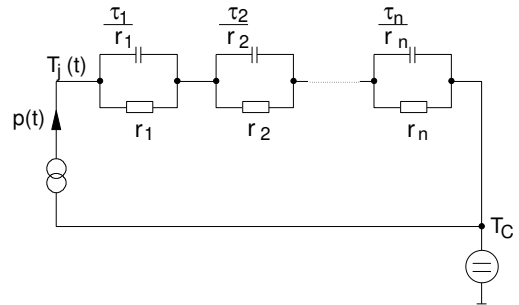 τ1 τ2 τn
r1 r2 rn
Tj (t)
r1 r2 rn
p(t)
TC